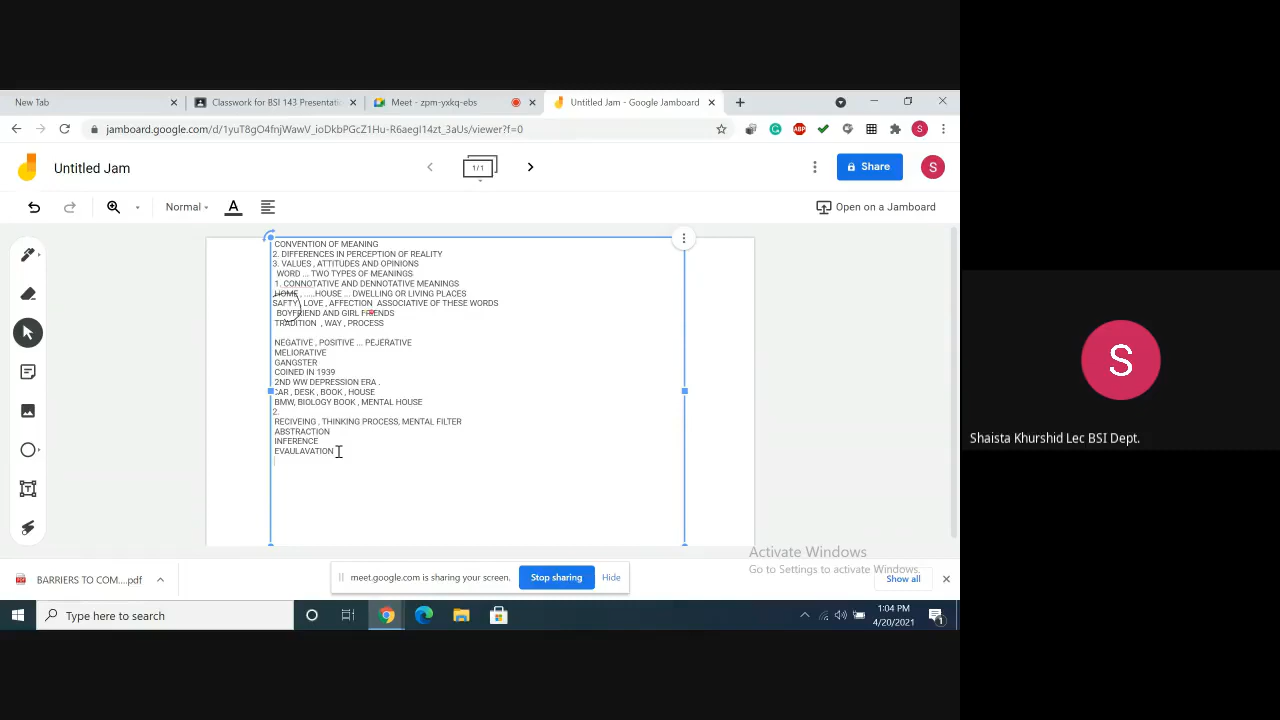 New Tab
Classwork for BSI 143 Presentatio
Meet - zpm-yxkq-ebs
Untitled Jam - Google Jamboard
jamboard.google.com/d/1yuT8gO4fnjWawV_ioDkbPGcZ1Hu-R6aegI14zt_3aUs/viewer?f=0
ABP
S
Untitled Jam
1/1
Share
S
Normal
A
Open on a Jamboard
CONVENTION OF MEANING
2. DIFFERENCES IN PERCEPTION OF REALITY
3. VALUES , ATTITUDES AND OPINIONS
WORD ... TWO TYPES OF MEANINGS
1. CONNOTATIVE AND DENNOTATIVE MEANINGS
HOME , .....HOUSE ... DWELLING OR LIVING PLACES
SAFTY, LOVE , AFFECTION ASSOCIATIVE OF THESE WORDS
BOYFRIEND AND GIRL FRIENDS
TRADITION , WAY , PROCESS
NEGATIVE , POSITIVE ... PEJERATIVE
MELIORATIVE
GANGSTER
COINED IN 1939
2ND WW DEPRESSION ERA .
CAR , DESK , BOOK , HOUSE
BMW, BIOLOGY BOOK , MENTAL HOUSE
2.
RECIVEING , THINKING PROCESS, MENTAL FILTER
ABSTRACTION
INFERENCE
EVAULAVATION
S
Shaista Khurshid Lec BSI Dept.
Activate Windows
Go to Settings to activate Windows.
BARRIERS TO COM....pdf
meet.google.com is sharing your screen.
Stop sharing
Hide
Show all
Type here to search
1:04 PM
4/20/2021
1